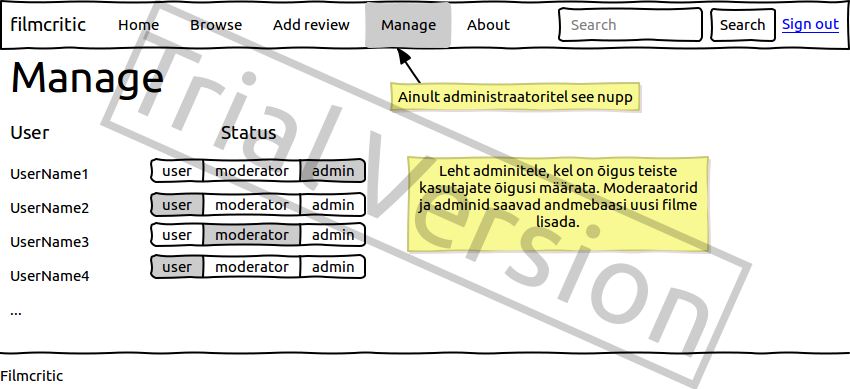 filmcritic Home Browse Add review Manage About Search Search Sign out
Manage
Ainult administraatoritel see nupp
User Status
UserName1 user moderator admin
UserName2 user moderator admin
UserName3 user moderator admin
UserName4 user moderator admin
...
Leht adminitele, kel on õigus teiste
kasutajate õigusi määrata. Moderaatorid
ja adminid saavad andmebaasi uusi filme
lisada.
Filmcritic
Trial Version